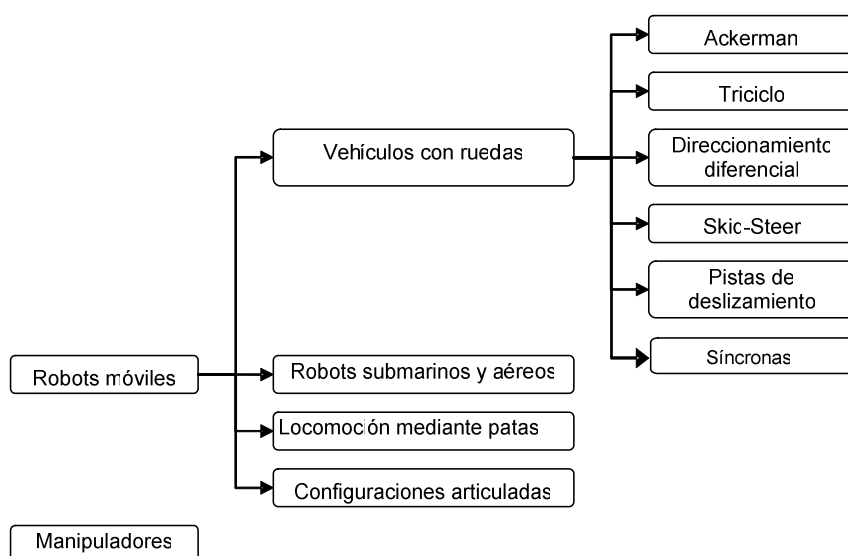 Ackerman
Triciclo
Direccionamiento
diferencial
Vehículos con ruedas
Skic-Steer
Pistas de
deslizamiento
Síncronas
Robots móviles
Robots submarinos y aéreos
Locomoción mediante patas
Configuraciones articuladas
Manipuladores